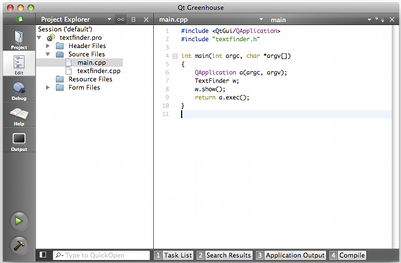 Qt Greenhouse
Project Explorer
main.cpp
main
Project
Edit
Debug
Help
Output
Session ('default')
textfinder.pro
Header Files
Source Files
main.cpp
textfinder.cpp
Resource Files
Form Files
1 #include <QtGui/QApplication>
2 #include "textfinder.h"
3
4 int main(int argc, char *argv[])
5 {
6 QApplication a(argc, argv);
7 TextFinder w;
8 w.show();
9 return a.exec();
10 }
11
Type to QuickOpen
1 Task List
2 Search Results
3 Application Output
4 Compile